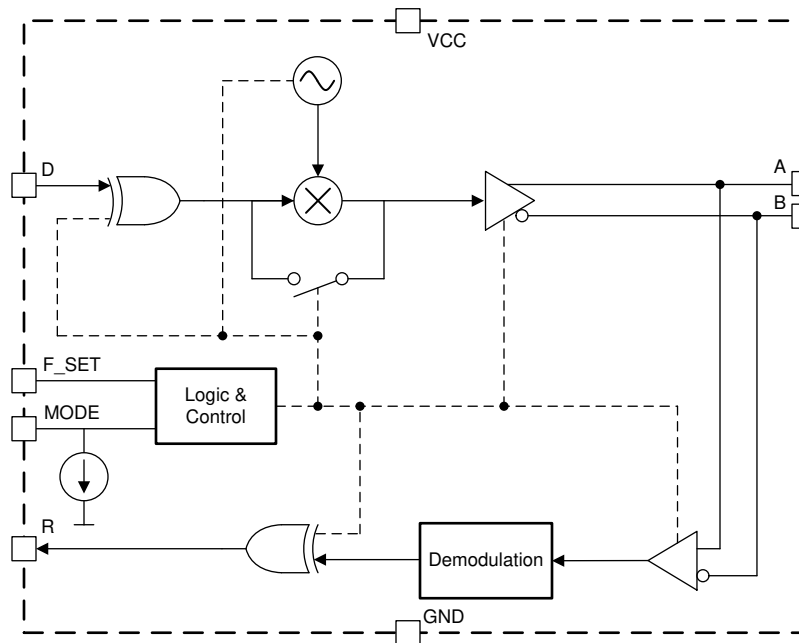 VCC
D
A
B
F_SET
Logic &
Control
MODE
R
Demodulation
GND